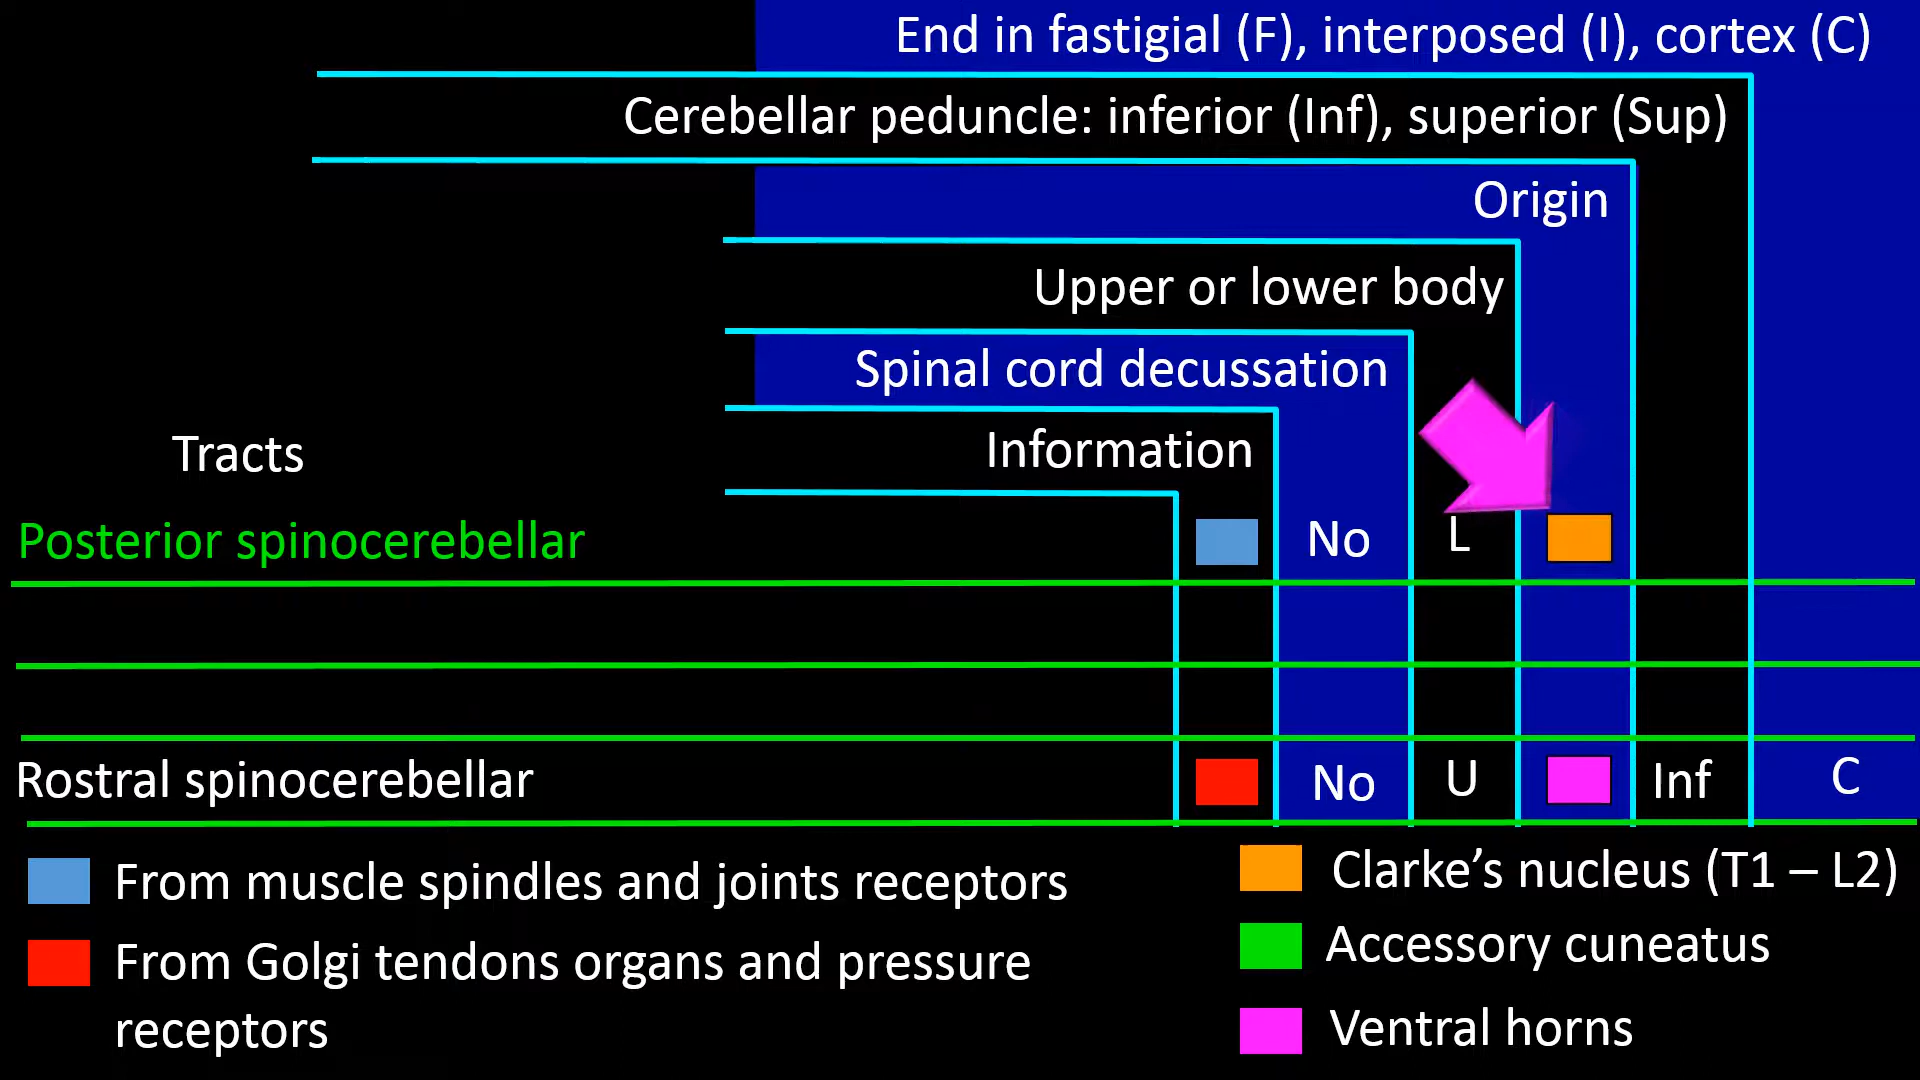 End in fastigial (F), interposed (I), cortex (C)
Cerebellar peduncle: inferior (Inf), superior (Sup)
Origin
Upper or lower body
Spinal cord decussation
Information
Tracts
Posterior spinocerebellar No L
Rostral spinocerebellar No U Inf C
From muscle spindles and joints receptors
From Golgi tendons organs and pressure
receptors
Clarke’s nucleus (T1 – L2)
Accessory cuneatus
Ventral horns